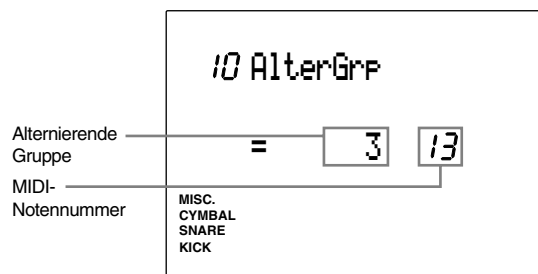 10 AlterGrp
Alternierende
Gruppe
= 3 13
MIDI-
Notennummer
MISC.
CYMBAL
SNARE
KICK